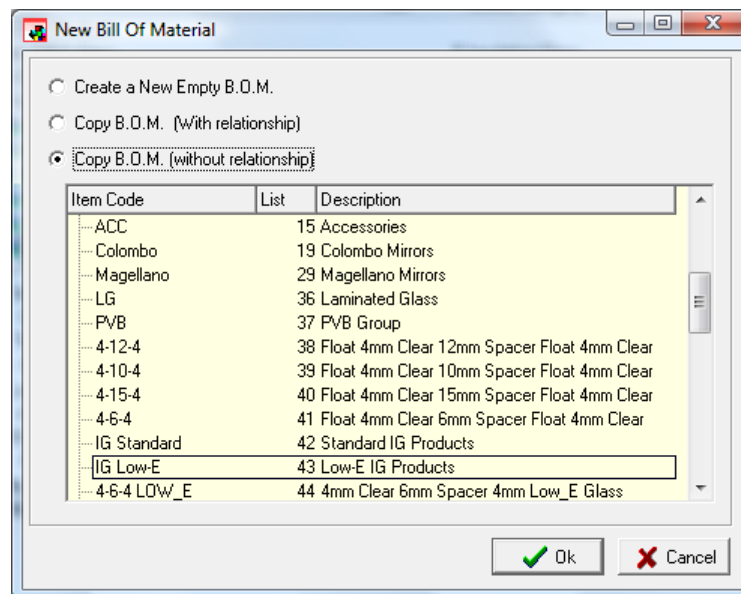 New Bill Of Material
Create a New Empty B.O.M.
Copy B.O.M. (With relationship)
Copy B.O.M. (without relationship)
Item Code List Description
ACC 15 Accessories
Colombo 19 Colombo Mirrors
Magellano 29 Magellano Mirrors
LG 36 Laminated Glass
PVB 37 PVB Group
4-12-4 38 Float 4mm Clear 12mm Spacer Float 4mm Clear
4-10-4 39 Float 4mm Clear 10mm Spacer Float 4mm Clear
4-15-4 40 Float 4mm Clear 15mm Spacer Float 4mm Clear
4-6-4 41 Float 4mm Clear 6mm Spacer Float 4mm Clear
IG Standard 42 Standard IG Products
IG Low-E 43 Low-E IG Products
4-6-4 LOW_E 44 4mm Clear 6mm Spacer 4mm Low_E Glass
Ok Cancel